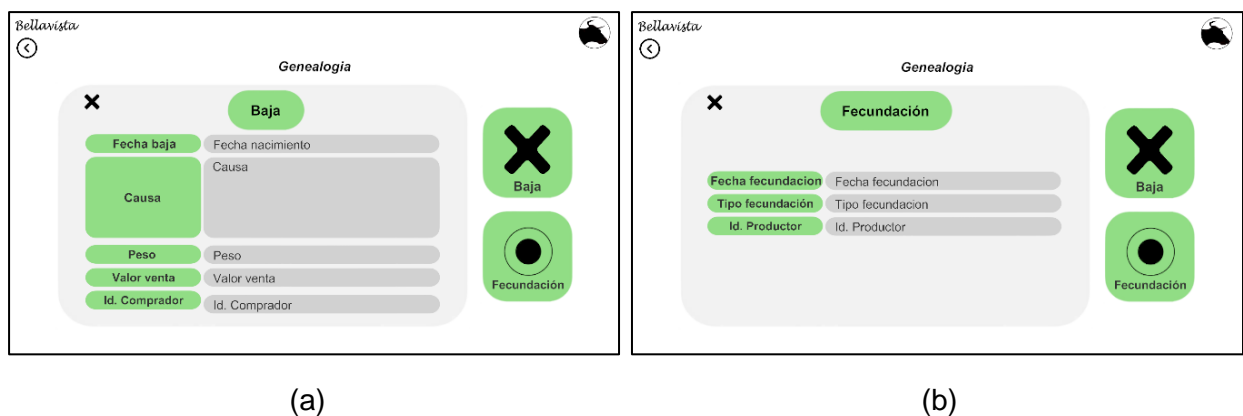 Bellavista
Genealogia
Baja
Fecha baja Fecha nacimiento
Causa
Causa
Peso Peso
Valor venta Valor venta
Id. Comprador Id. Comprador
Baja
Fecundación
(a)
Bellavista
Genealogia
Fecundación
Fecha fecundacion Fecha fecundacion
Tipo fecundación Tipo fecundacion
Id. Productor Id. Productor
Baja
Fecundación
(b)